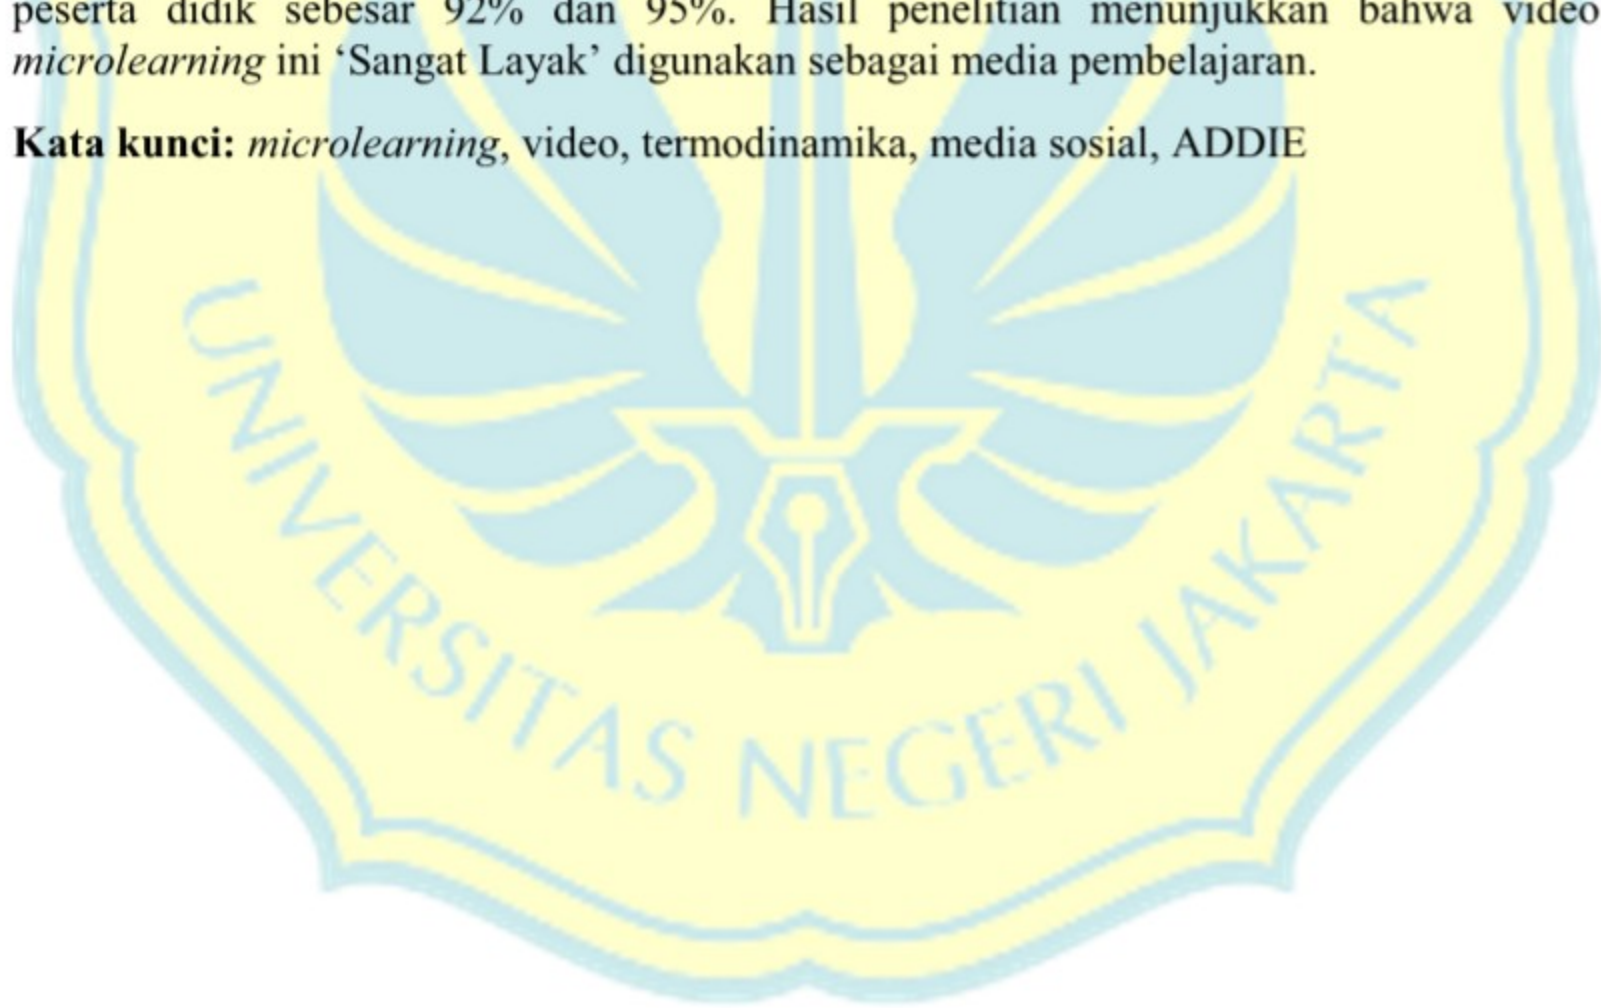 peserta didik sebesar 92% dan 95%. Hasil penelitian menunjukkan bahwa video
microlearning ini ‘Sangat Layak’ digunakan sebagai media pembelajaran.
Kata kunci: microlearning, video, termodinamika, media sosial, ADDIE
UNIVERSITAS NEGERI JAKARTA